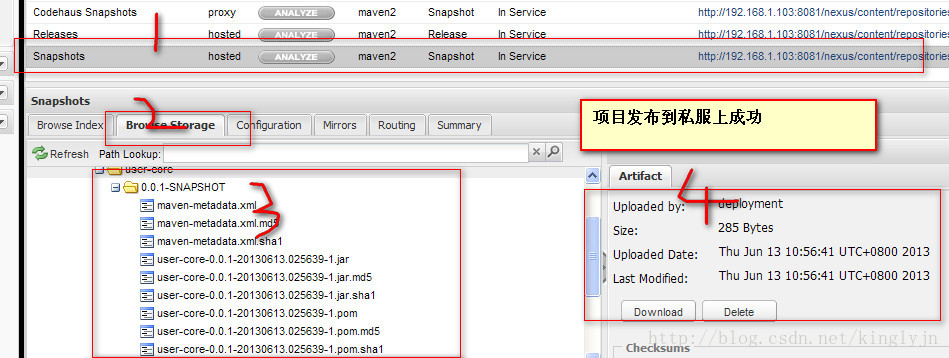 Codehaus Snapshots proxy ANALYZE maven2 Snapshot In Service http://192.168.1.103:8081/nexus/content/repositories
Releases hosted ANALYZE maven2 Release In Service http://192.168.1.103:8081/nexus/content/repositories
Snapshots hosted ANALYZE maven2 Snapshot In Service http://192.168.1.103:8081/nexus/content/repositories
1
Snapshots
2
项目发布到私服上成功
Browse Index Browse Storage Configuration Mirrors Routing Summary
Refresh Path Lookup:
user-core
0.0.1-SNAPSHOT
maven-metadata.xml
maven-metadata.xml.md5
maven-metadata.xml.sha1
user-core-0.0.1-20130613.025639-1.jar
user-core-0.0.1-20130613.025639-1.jar.md5
user-core-0.0.1-20130613.025639-1.jar.sha1
user-core-0.0.1-20130613.025639-1.pom
user-core-0.0.1-20130613.025639-1.pom.md5
user-core-0.0.1-20130613.025639-1.pom.sha1
3
Artifact
4
Uploaded by: deployment
Size: 285 Bytes
Uploaded Date: Thu Jun 13 10:56:41 UTC+0800 2013
Last Modified: Thu Jun 13 10:56:41 UTC+0800 2013
Download Delete
http://blog.csdn.net/kinglyjn
Checksums